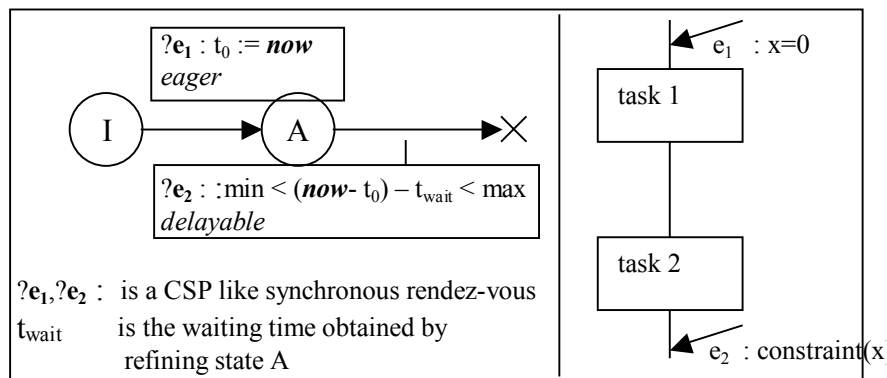 ?e₁ : t₀ := now
eager
I
A
?e₂ : :min < (now- t₀) – t_wait < max
delayable
?e₁,?e₂ : is a CSP like synchronous rendez-vous
t_wait is the waiting time obtained by
refining state A
e₁ : x=0
task 1
task 2
e₂ : constraint(x)